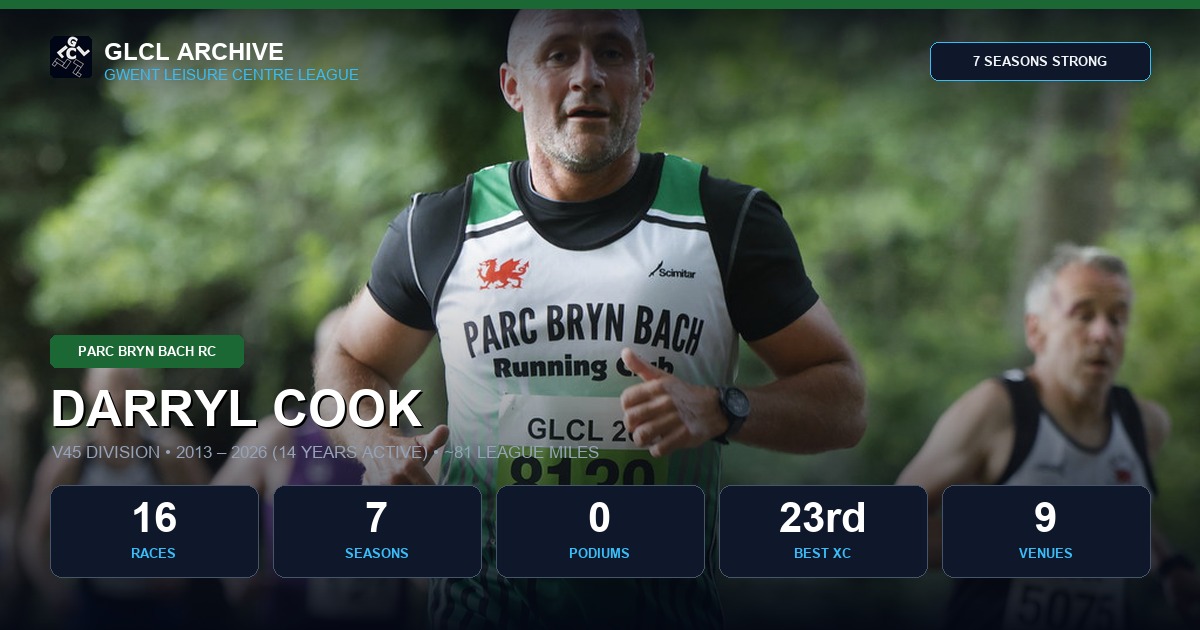 GLCL ARCHIVE
GWENT LEISURE CENTRE LEAGUE
7 SEASONS STRONG
Scimitar
PARC BRYN BACH
Running
GLCL
8130
PARC BRYN BACH RC
DARRYL COOK
V45 DIVISION • 2013 – 2026 (14 YEARS ACTIVE) • ~81 LEAGUE MILES
16
RACES
7
SEASONS
0
PODIUMS
23rd
BEST XC
9
VENUES
5075